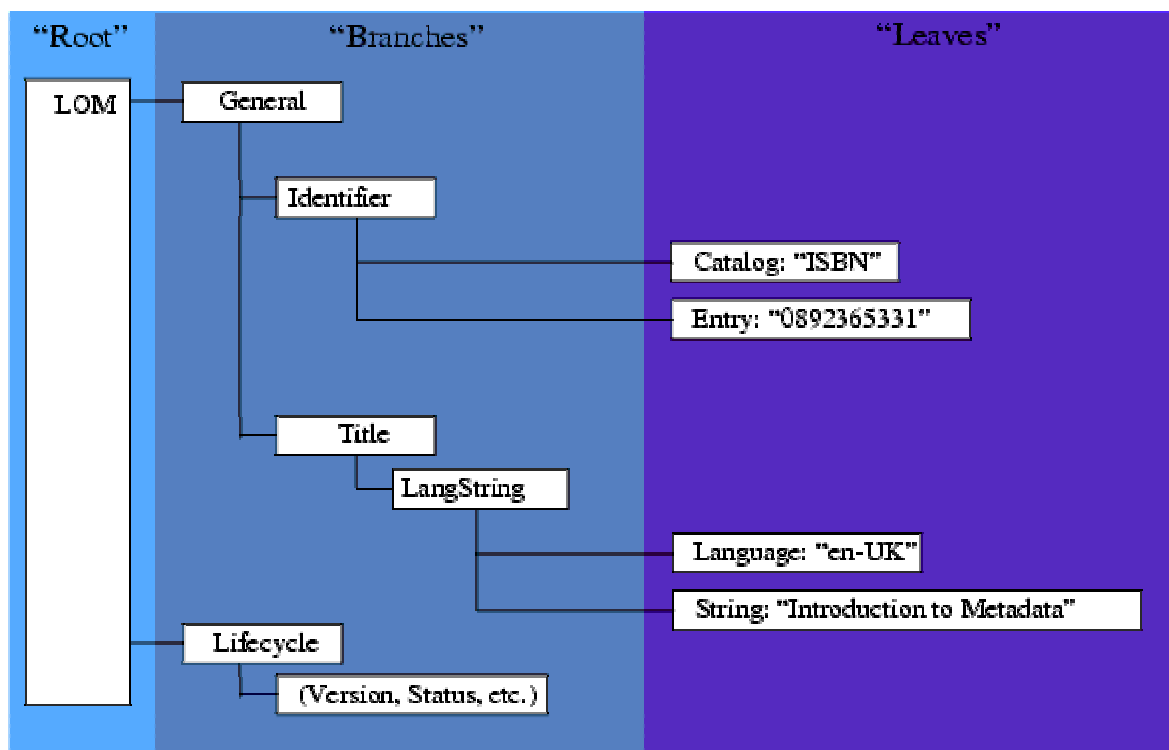 “Root”
“Branches”
“Leaves”
LOM
General
Identifier
Catalog: “ISBN”
Entry: “0892365331”
Title
LangString
Language: “en-UK”
String: “Introduction to Metadata”
Lifecycle
(Version, Status, etc.)